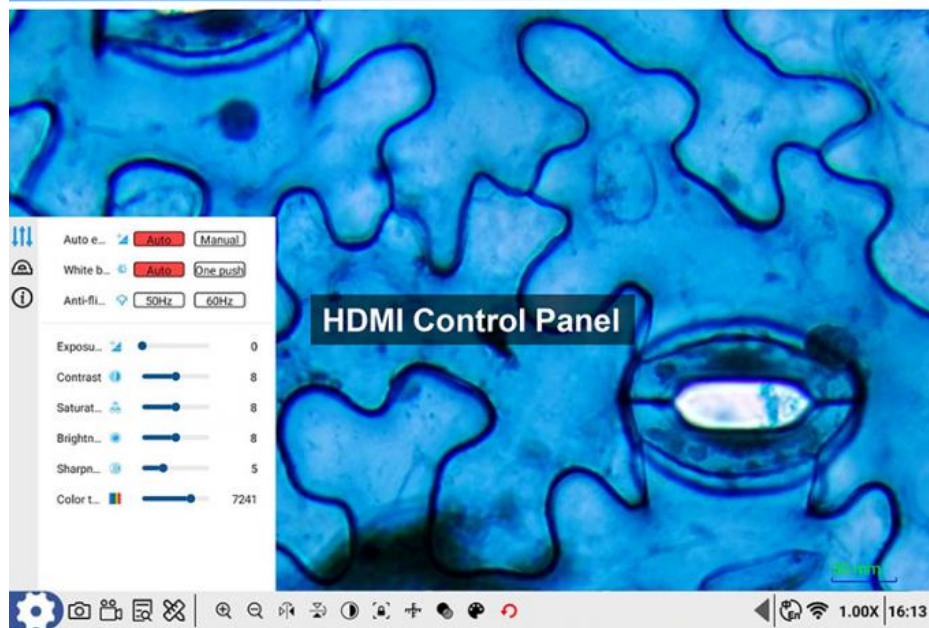 Auto e... Auto Manual
White b... Auto One push
Anti-fli... 50Hz 60Hz
HDMI Control Panel
Exposu... 0
Contrast 8
Saturat... 8
Brightn... 8
Sharpn... 5
Color t... 7241
En 1.00X 16:13